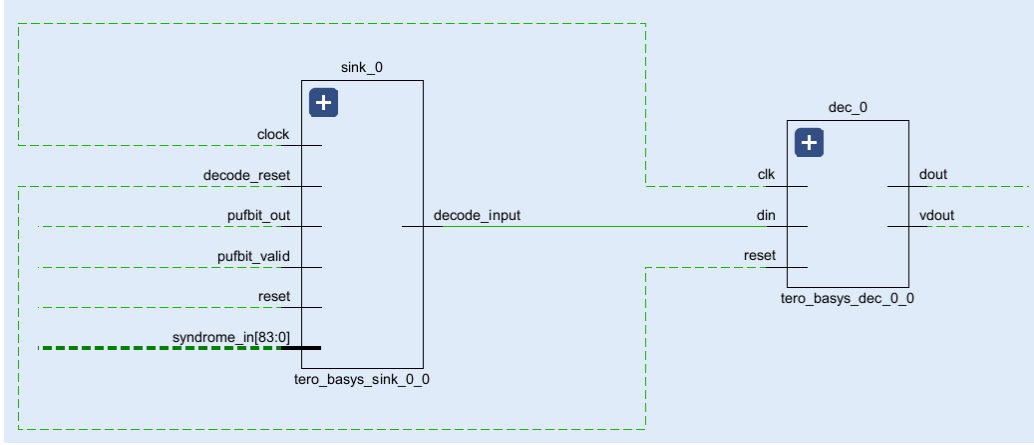 sink_0
clock
decode_reset
pufbit_out
pufbit_valid
reset
syndrome_in[83:0]
decode_input
tero_basys_sink_0_0
dec_0
clk
din
reset
dout
vdout
tero_basys_dec_0_0